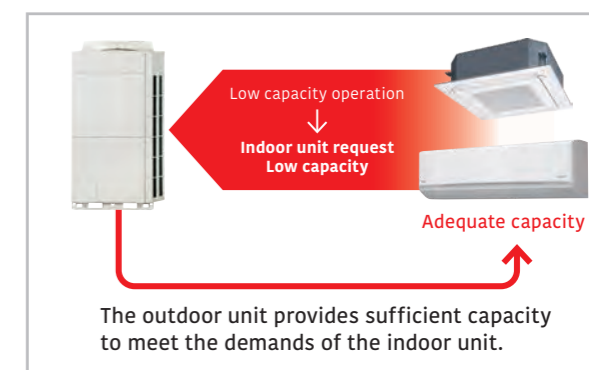 Low capacity operation
↓
Indoor unit request
Low capacity
Adequate capacity
The outdoor unit provides sufficient capacity
to meet the demands of the indoor unit.